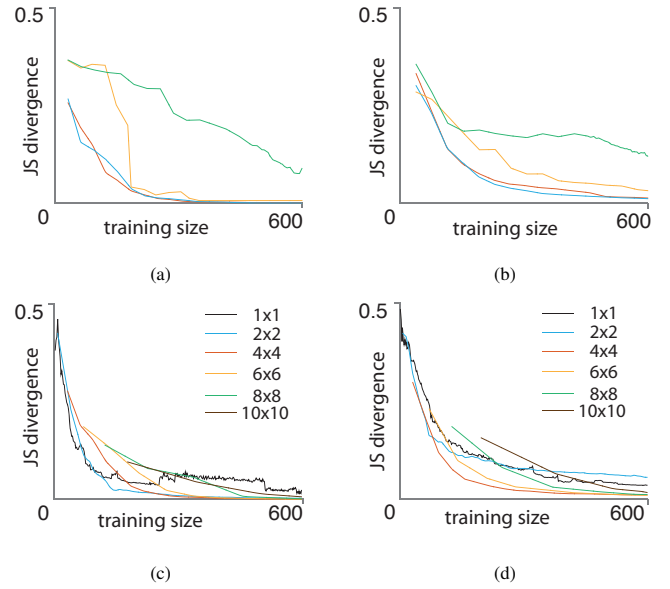 0.5
JS divergence
0
600
training size
(a)
0.5
JS divergence
0
600
training size
(b)
0.5
JS divergence
1x1
2x2
4x4
6x6
8x8
10x10
0
600
training size
(c)
0.5
JS divergence
1x1
2x2
4x4
6x6
8x8
10x10
0
600
training size
(d)